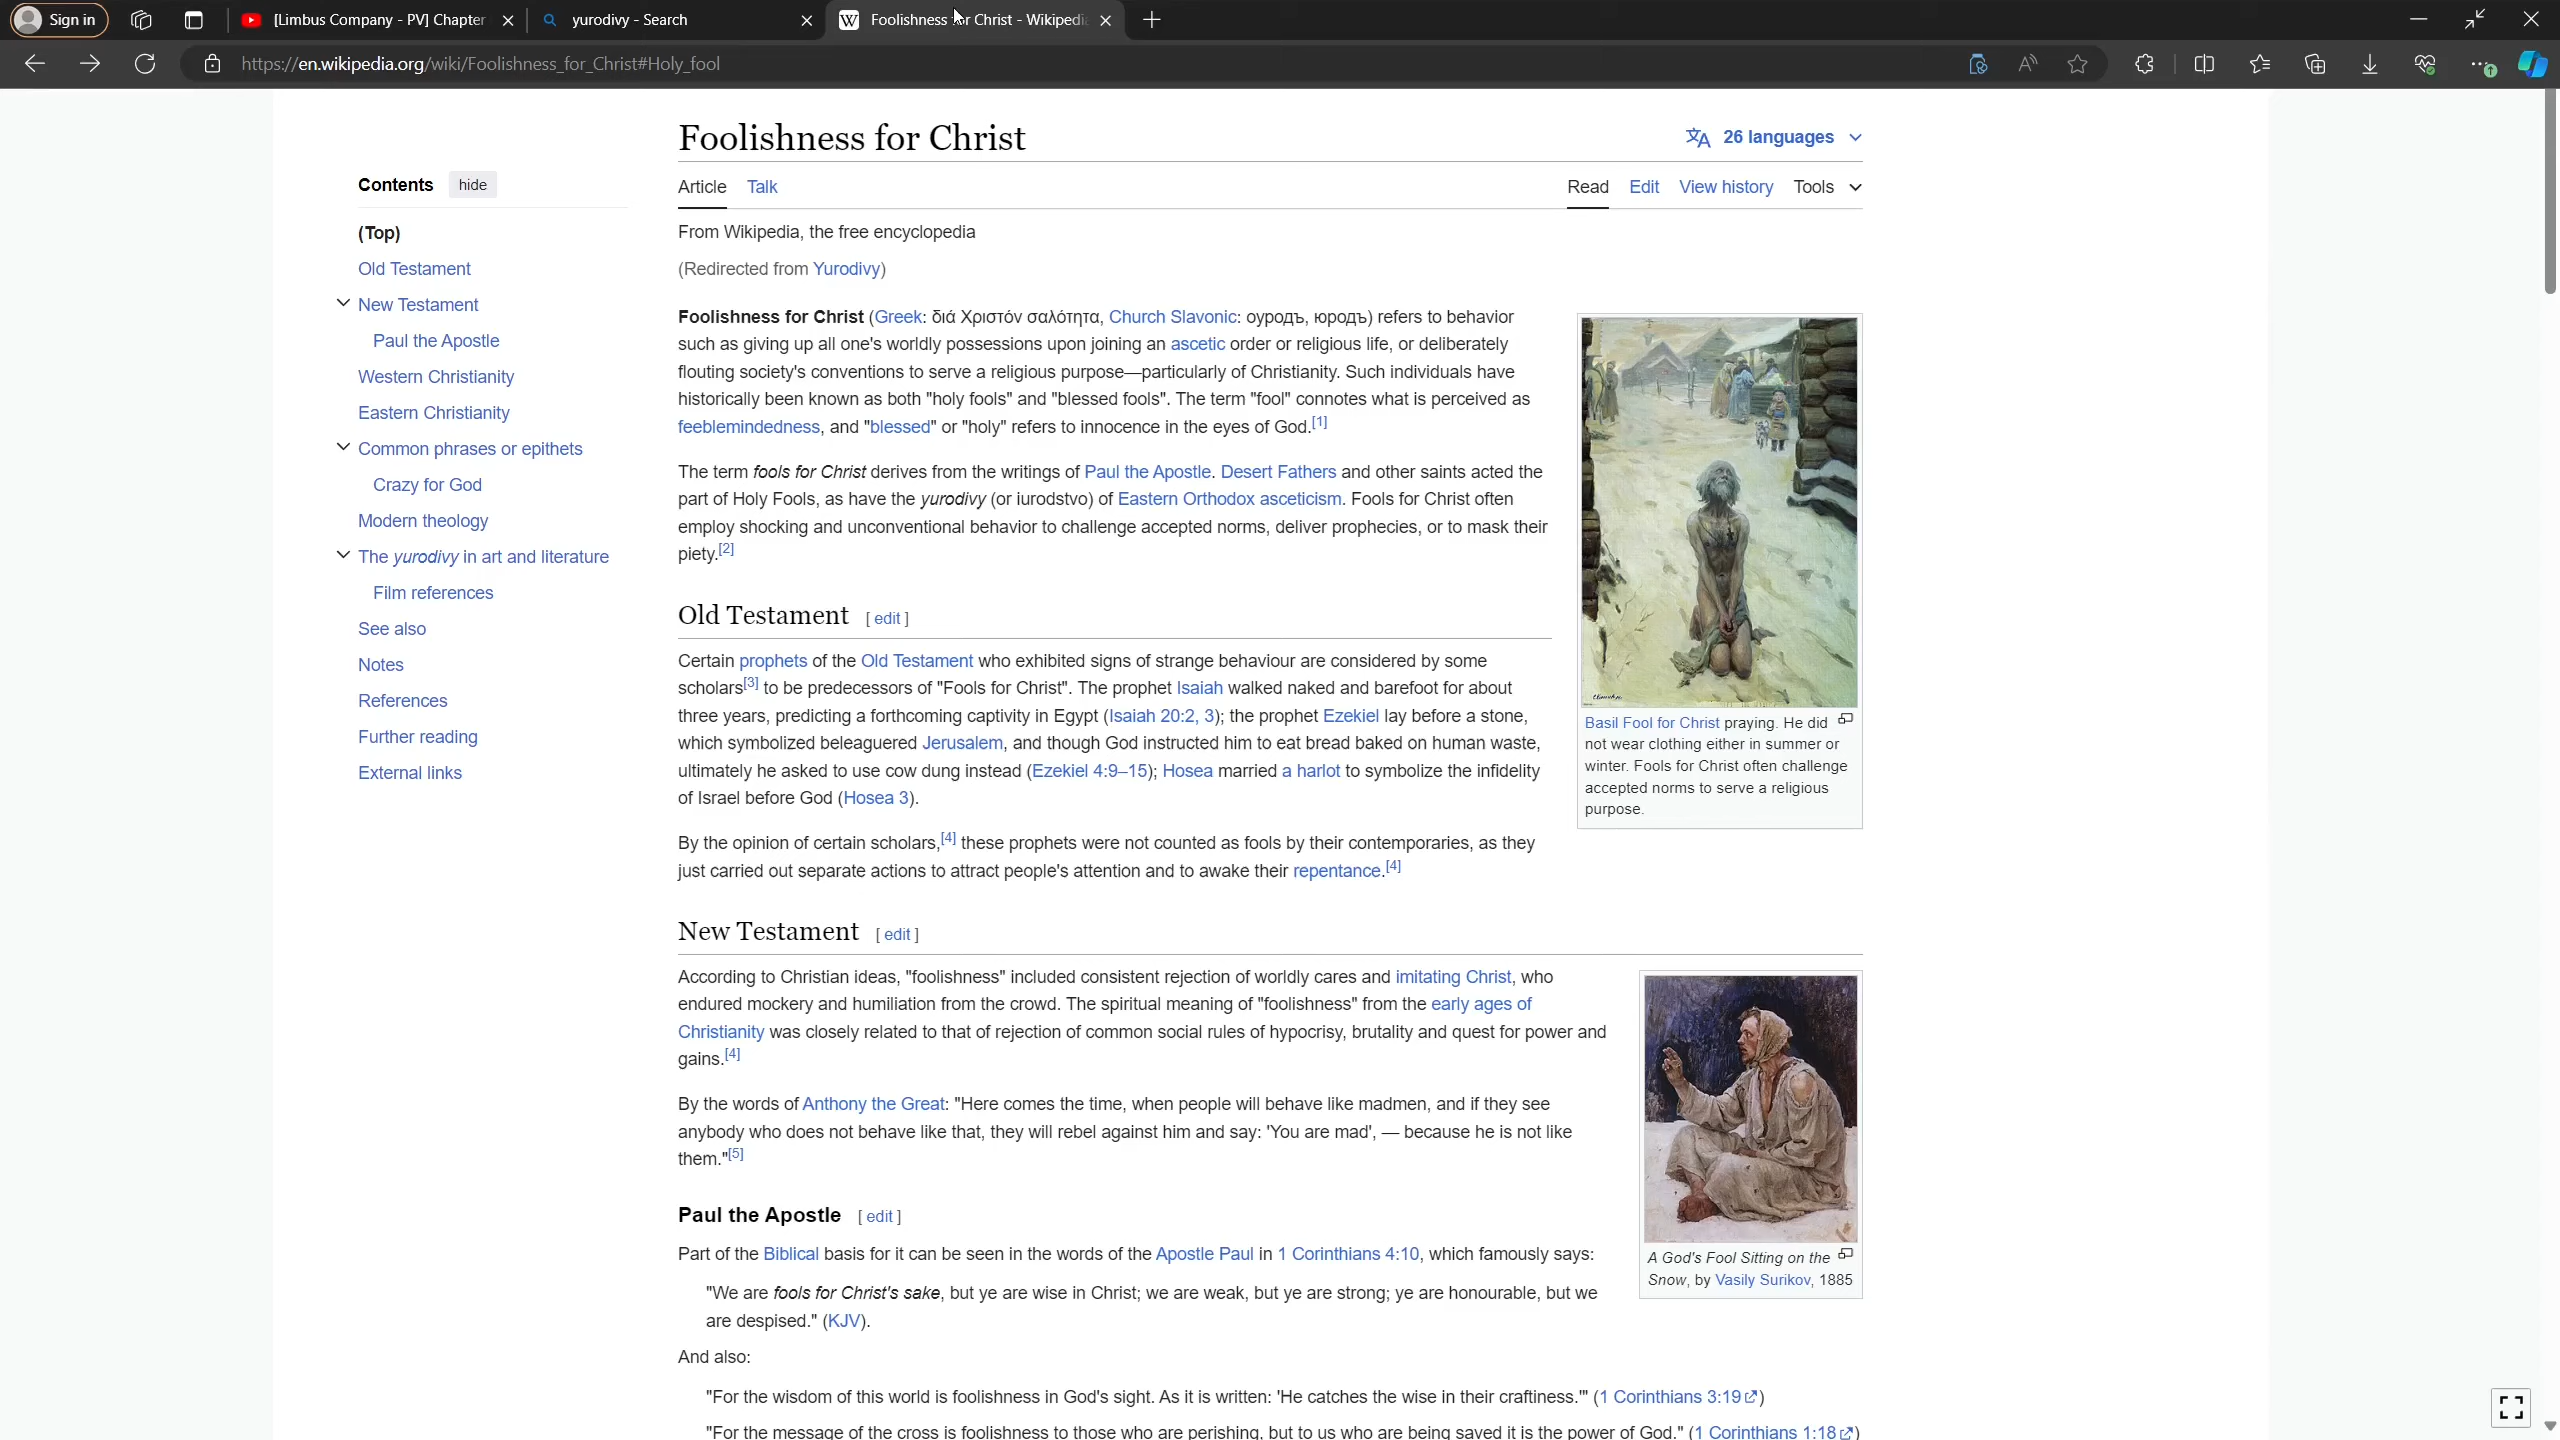 Sign in
[Limbus Company - PV] Chapter
yurodivy - Search
Foolishness for Christ - Wikipedia
https://en.wikipedia.org/wiki/Foolishness_for_Christ#Holy_fool
Foolishness for Christ
26 languages
Contents hide
Article Talk
Read Edit View history Tools
(Top)
Old Testament
New Testament
Paul the Apostle
Western Christianity
Eastern Christianity
Common phrases or epithets
Crazy for God
Modern theology
The yurodivy in art and literature
Film references
See also
Notes
References
Further reading
External links
From Wikipedia, the free encyclopedia
(Redirected from Yurodivy)
Foolishness for Christ (Greek: διά Χριστόν σαλότητα, Church Slavonic: оуродъ, юродъ) refers to behavior
such as giving up all one's worldly possessions upon joining an ascetic order or religious life, or deliberately
flouting society's conventions to serve a religious purpose—particularly of Christianity. Such individuals have
historically been known as both "holy fools" and "blessed fools". The term "fool" connotes what is perceived as
feeblemindedness, and "blessed" or "holy" refers to innocence in the eyes of God.[1]
The term fools for Christ derives from the writings of Paul the Apostle. Desert Fathers and other saints acted the
part of Holy Fools, as have the yurodivy (or iurodstvo) of Eastern Orthodox asceticism. Fools for Christ often
employ shocking and unconventional behavior to challenge accepted norms, deliver prophecies, or to mask their
piety.[2]
Basil Fool for Christ praying. He did
not wear clothing either in summer or
winter. Fools for Christ often challenge
accepted norms to serve a religious
purpose.
Old Testament [ edit ]
Certain prophets of the Old Testament who exhibited signs of strange behaviour are considered by some
scholars[3] to be predecessors of "Fools for Christ". The prophet Isaiah walked naked and barefoot for about
three years, predicting a forthcoming captivity in Egypt (Isaiah 20:2, 3); the prophet Ezekiel lay before a stone,
which symbolized beleaguered Jerusalem, and though God instructed him to eat bread baked on human waste,
ultimately he asked to use cow dung instead (Ezekiel 4:9–15); Hosea married a harlot to symbolize the infidelity
of Israel before God (Hosea 3).
By the opinion of certain scholars,[4] these prophets were not counted as fools by their contemporaries, as they
just carried out separate actions to attract people's attention and to awake their repentance.[4]
New Testament [ edit ]
According to Christian ideas, "foolishness" included consistent rejection of worldly cares and imitating Christ, who
endured mockery and humiliation from the crowd. The spiritual meaning of "foolishness" from the early ages of
Christianity was closely related to that of rejection of common social rules of hypocrisy, brutality and quest for power and
gains.[4]
By the words of Anthony the Great: "Here comes the time, when people will behave like madmen, and if they see
anybody who does not behave like that, they will rebel against him and say: 'You are mad', — because he is not like
them."[5]
A God's Fool Sitting on the
Snow, by Vasily Surikov, 1885
Paul the Apostle [ edit ]
Part of the Biblical basis for it can be seen in the words of the Apostle Paul in 1 Corinthians 4:10, which famously says:
"We are fools for Christ's sake, but ye are wise in Christ; we are weak, but ye are strong; ye are honourable, but we
are despised." (KJV).
And also:
"For the wisdom of this world is foolishness in God's sight. As it is written: 'He catches the wise in their craftiness.'" (1 Corinthians 3:19)
"For the message of the cross is foolishness to those who are perishing, but to us who are being saved it is the power of God." (1 Corinthians 1:18)